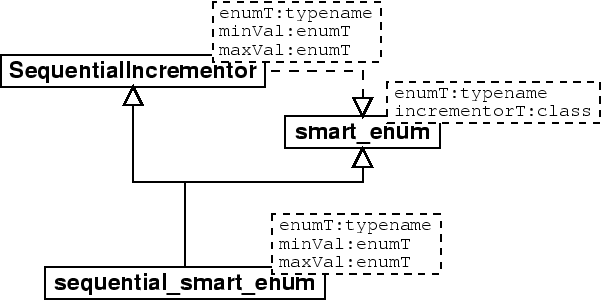 enumT:typename
minVal:enumT
maxVal:enumT
SequentialIncrementor
enumT:typename
incrementorT:class
smart_enum
enumT:typename
minVal:enumT
maxVal:enumT
sequential_smart_enum